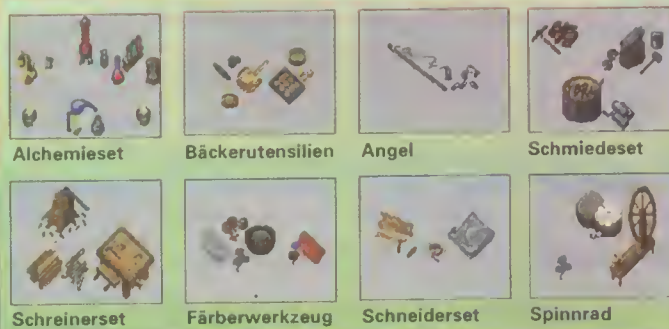 Alchemieset Bäckerutensilien Angel Schmiedeset
Schreinerset Färberwerkzeug Schneiderset Spinnrad